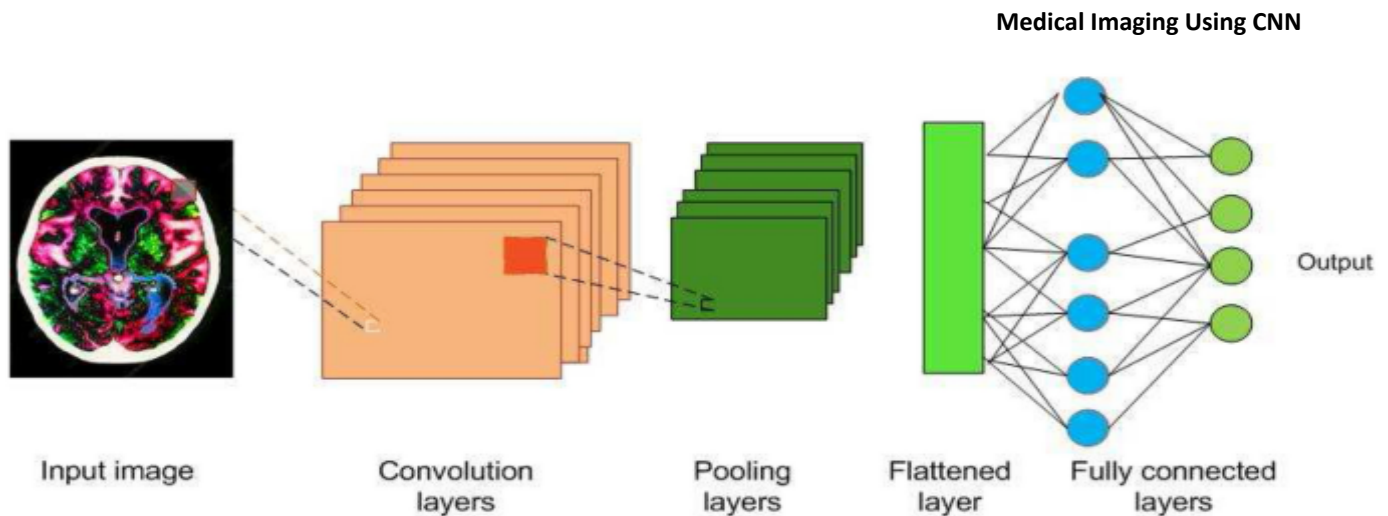 Medical Imaging Using CNN
Output
Input image
Convolution
layers
Pooling
layers
Flattened
layer
Fully connected
layers